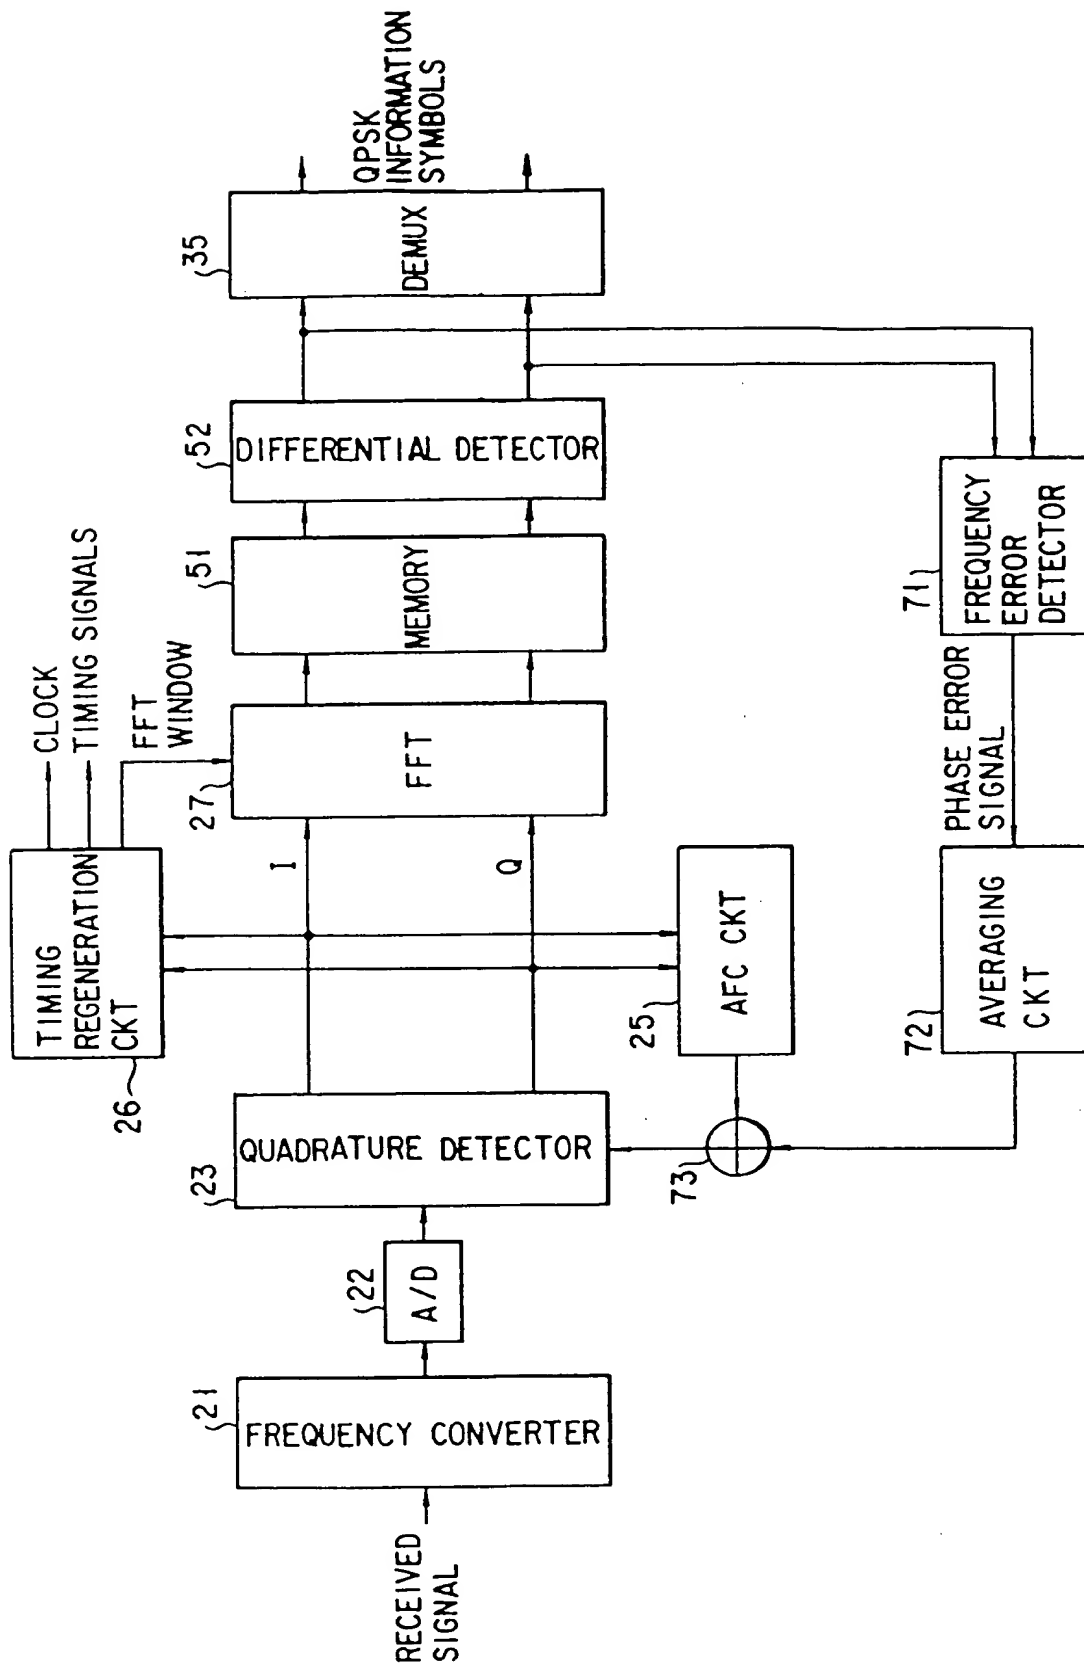 RECEIVED
SIGNAL
21
FREQUENCY CONVERTER
22
A/D
23
QUADRATURE DETECTOR
26
TIMING
REGENERATION
CKT
CLOCK
TIMING SIGNALS
FFT
WINDOW
I
Q
27
FFT
51
MEMORY
52
DIFFERENTIAL DETECTOR
35
DEMUX
QPSK
INFORMATION
SYMBOLS
25
AFC CKT
73
72
AVERAGING
CKT
PHASE ERROR
SIGNAL
71
FREQUENCY
ERROR
DETECTOR